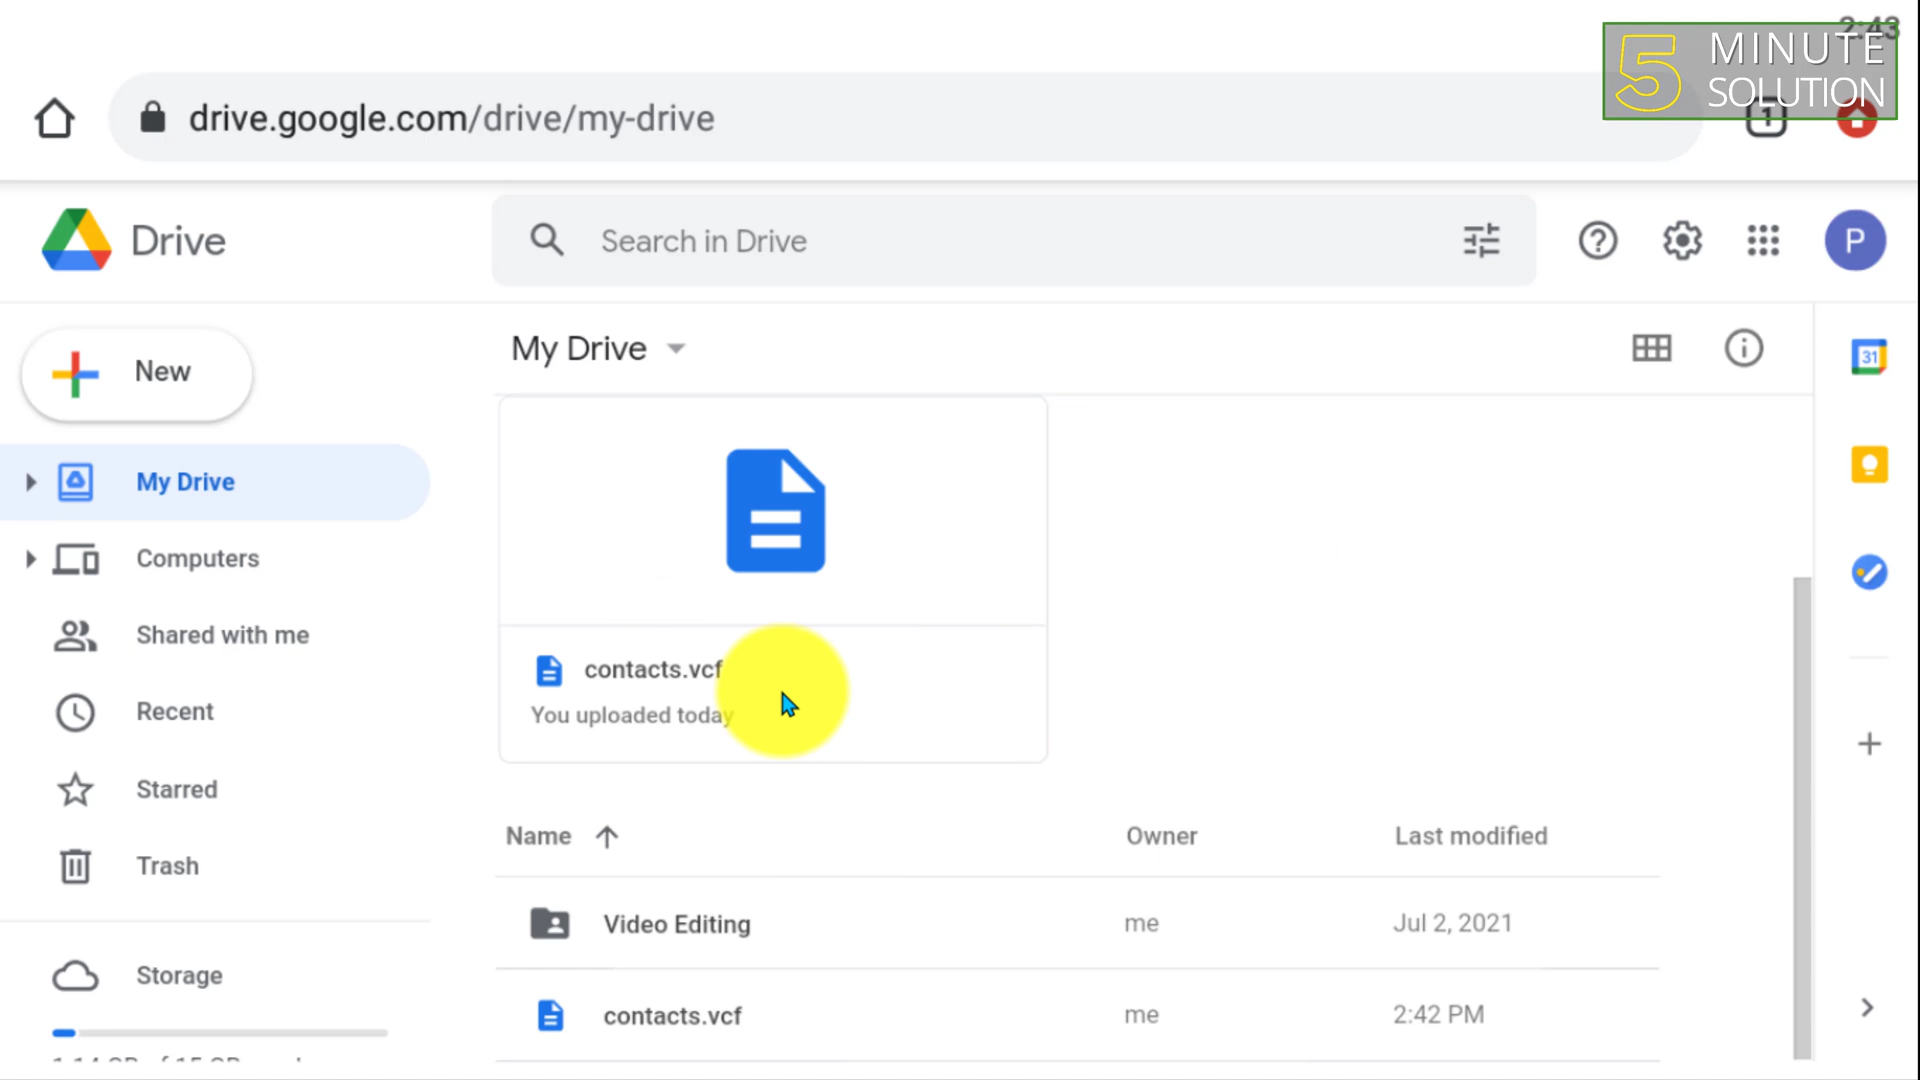 2:43
5 MINUTE
SOLUTION
drive.google.com/drive/my-drive
1
Drive
Search in Drive
P
New
My Drive
31
My Drive
Computers
Shared with me
contacts.vcf
You uploaded today
Recent
Starred
Name
Owner
Last modified
Trash
Video Editing
me
Jul 2, 2021
Storage
contacts.vcf
me
2:42 PM